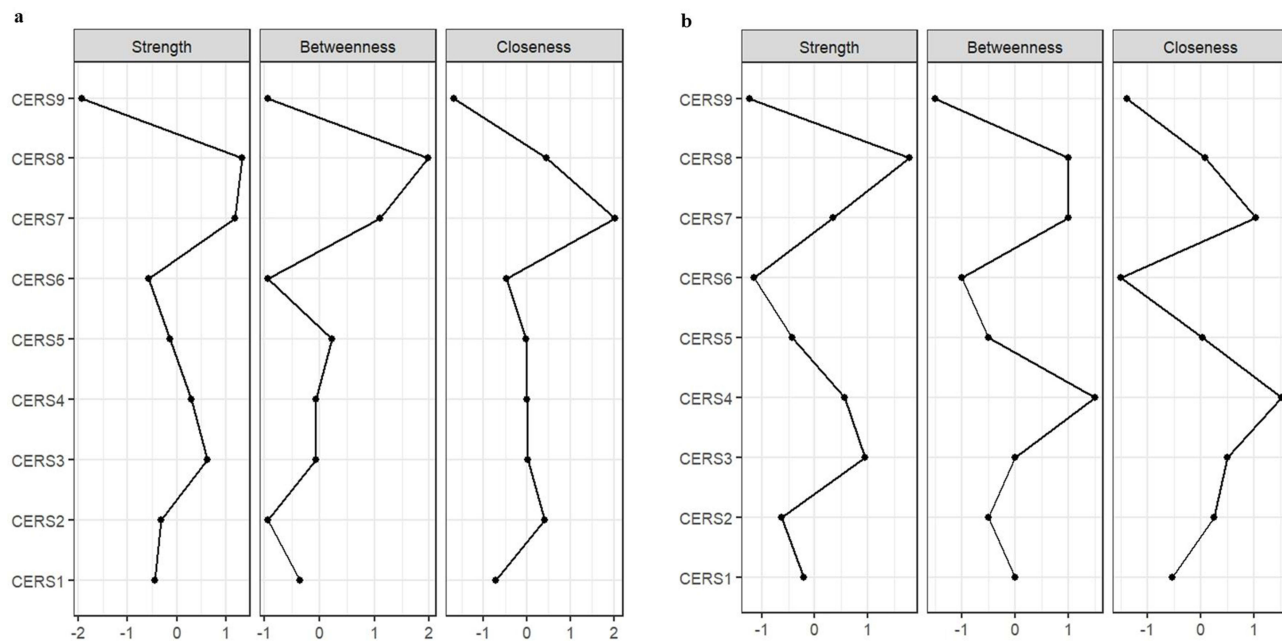 a
Strength Betweenness Closeness
CERS9
CERS8
CERS7
CERS6
CERS5
CERS4
CERS3
CERS2
CERS1
-2 -1 0 1 -1 0 1 2 -1 0 1 2
b
Strength Betweenness Closeness
CERS9
CERS8
CERS7
CERS6
CERS5
CERS4
CERS3
CERS2
CERS1
-1 0 1 -1 0 1 -1 0 1